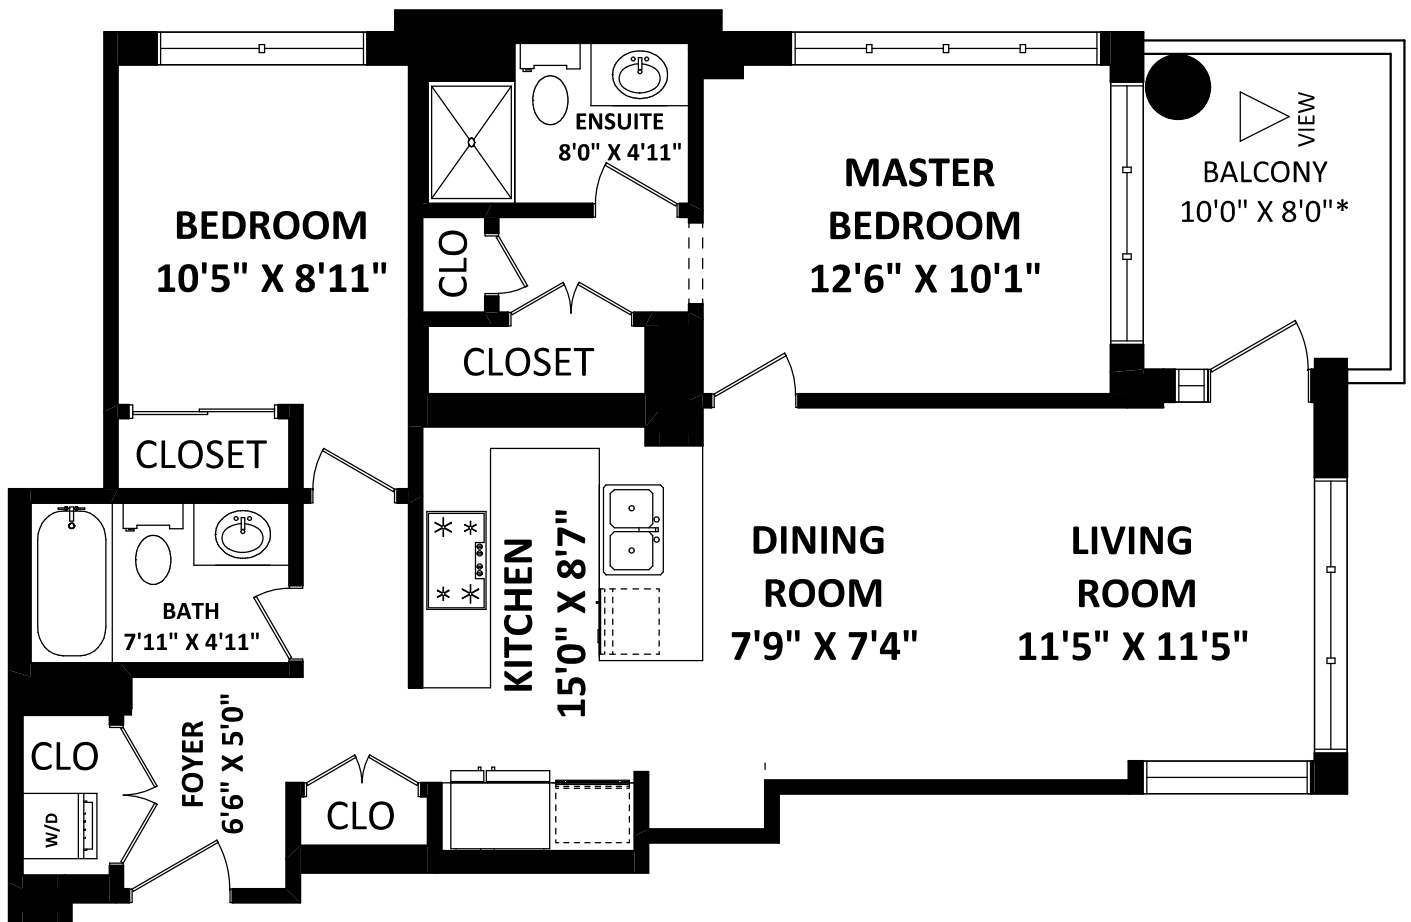 ENSUITE
8'0" X 4'11"
VIEW
MASTER
BEDROOM
12'6" X 10'1"
BALCONY
10'0" X 8'0"*
BEDROOM
10'5" X 8'11"
CLO
CLOSET
CLOSET
KITCHEN
15'0" X 8'7"
DINING
ROOM
7'9" X 7'4"
LIVING
ROOM
11'5" X 11'5"
BATH
7'11" X 4'11"
FOYER
6'6" X 5'0"
CLO
W/D
CLO